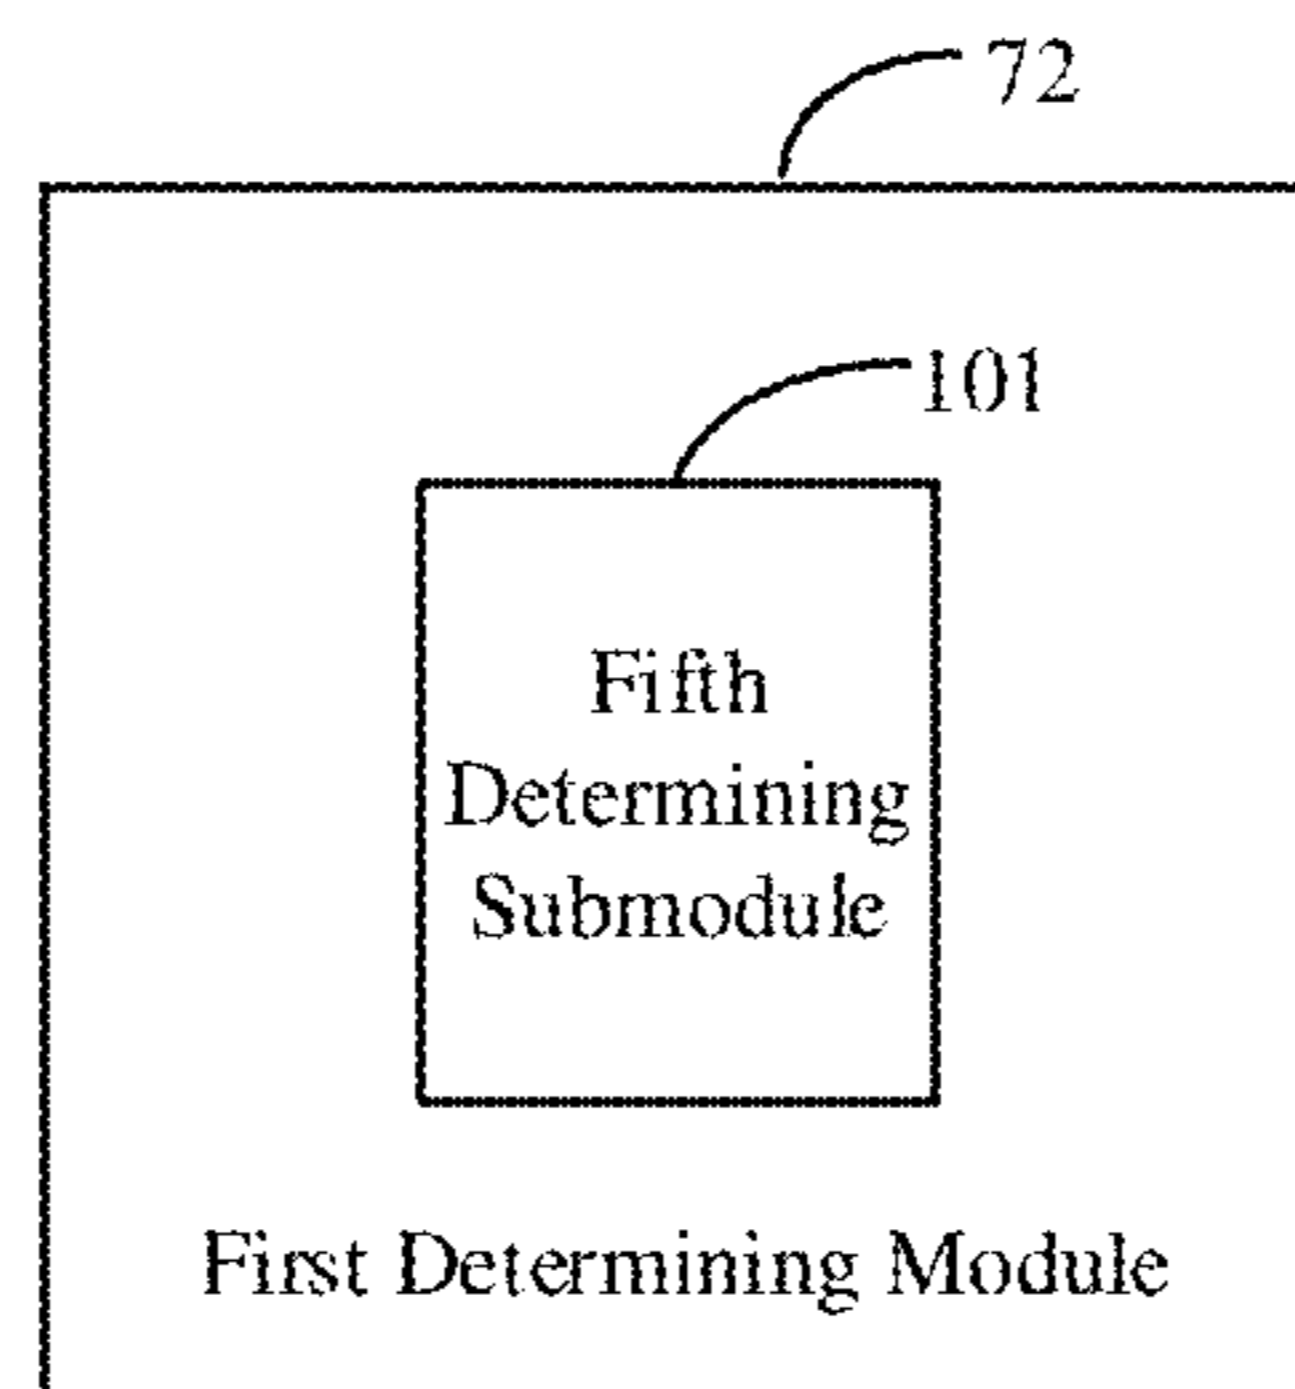 72
101
Fifth
Determining
Submodule
First Determining Module